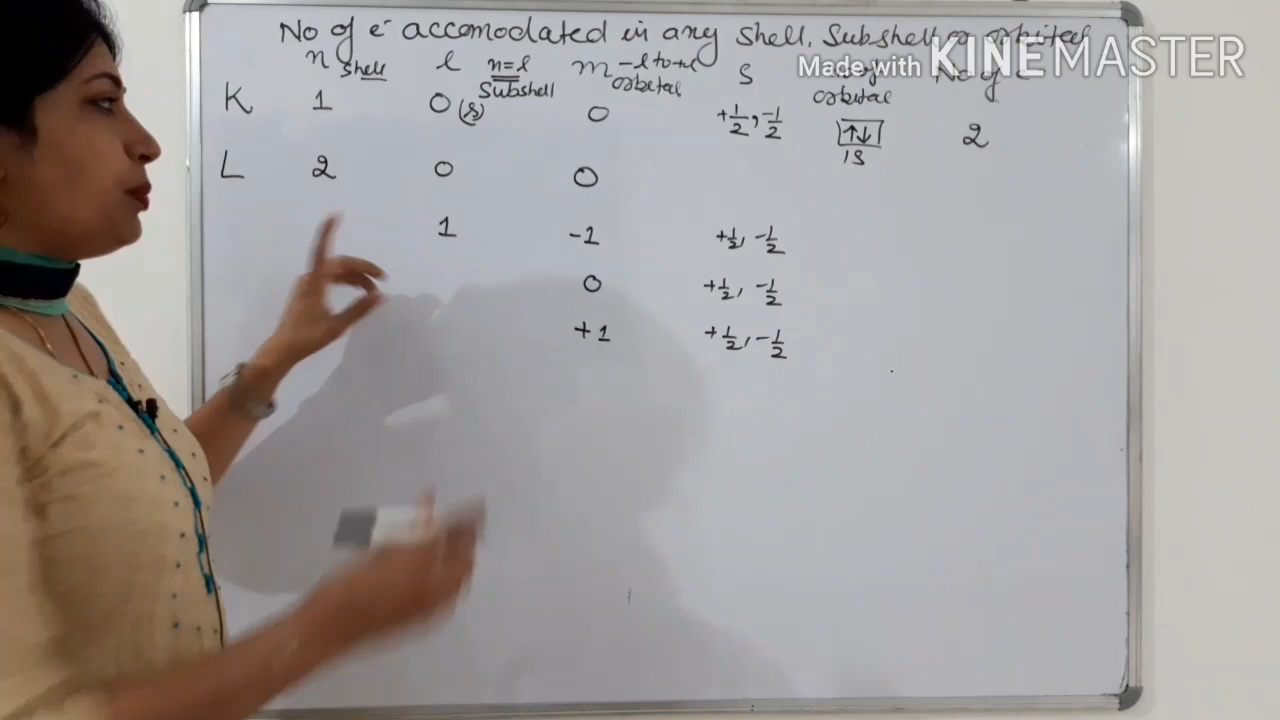 No of e⁻ accomodated in any shell, Subshell or orbital
Made with KINEMASTER
n shell l n=l Subshell m -l to +l orbital S orbital No of e⁻
K 1 0 (s) 0 +1/2, -1/2 ↑↓ 1S 2
L 2 0 0
1 -1 +1/2, -1/2
0 +1/2, -1/2
+1 +1/2, -1/2